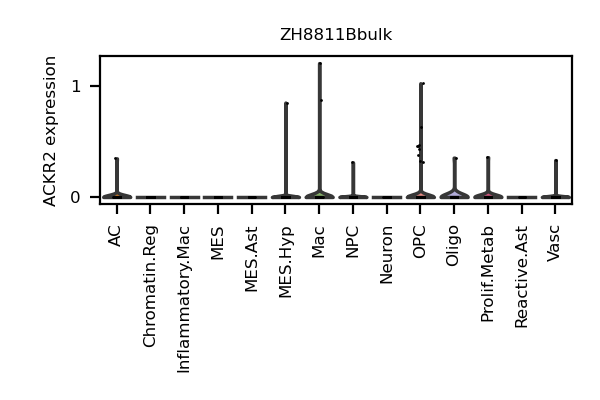 ZH8811Bbulk
ACKR2 expression
1
0
AC
Chromatin.Reg
Inflammatory.Mac
MES
MES.Ast
MES.Hyp
Mac
NPC
Neuron
OPC
Oligo
Prolif.Metab
Reactive.Ast
Vasc